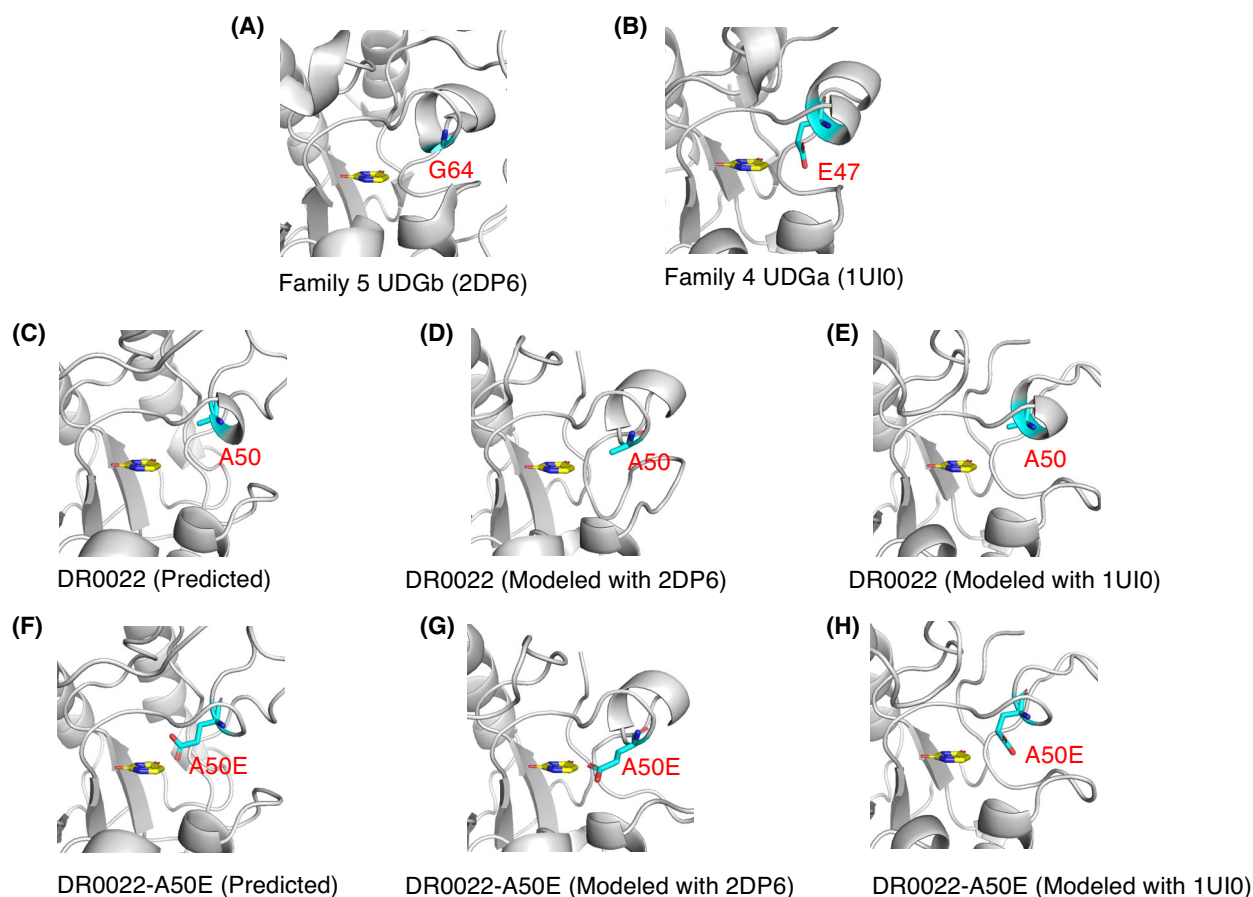 (A)
(B)
G64
E47
Family 5 UDGb (2DP6)
Family 4 UDGa (1UI0)
(C)
(D)
(E)
A50
A50
A50
DR0022 (Predicted)
DR0022 (Modeled with 2DP6)
DR0022 (Modeled with 1UI0)
(F)
(G)
(H)
A50E
A50E
A50E
DR0022-A50E (Predicted)
DR0022-A50E (Modeled with 2DP6)
DR0022-A50E (Modeled with 1UI0)